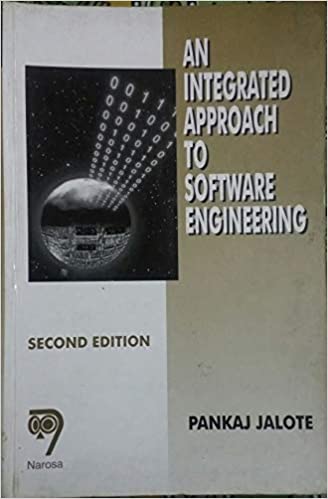 AN
INTEGRATED
APPROACH
TO
SOFTWARE
ENGINEERING
SECOND EDITION
PANKAJ JALOTE
Narosa